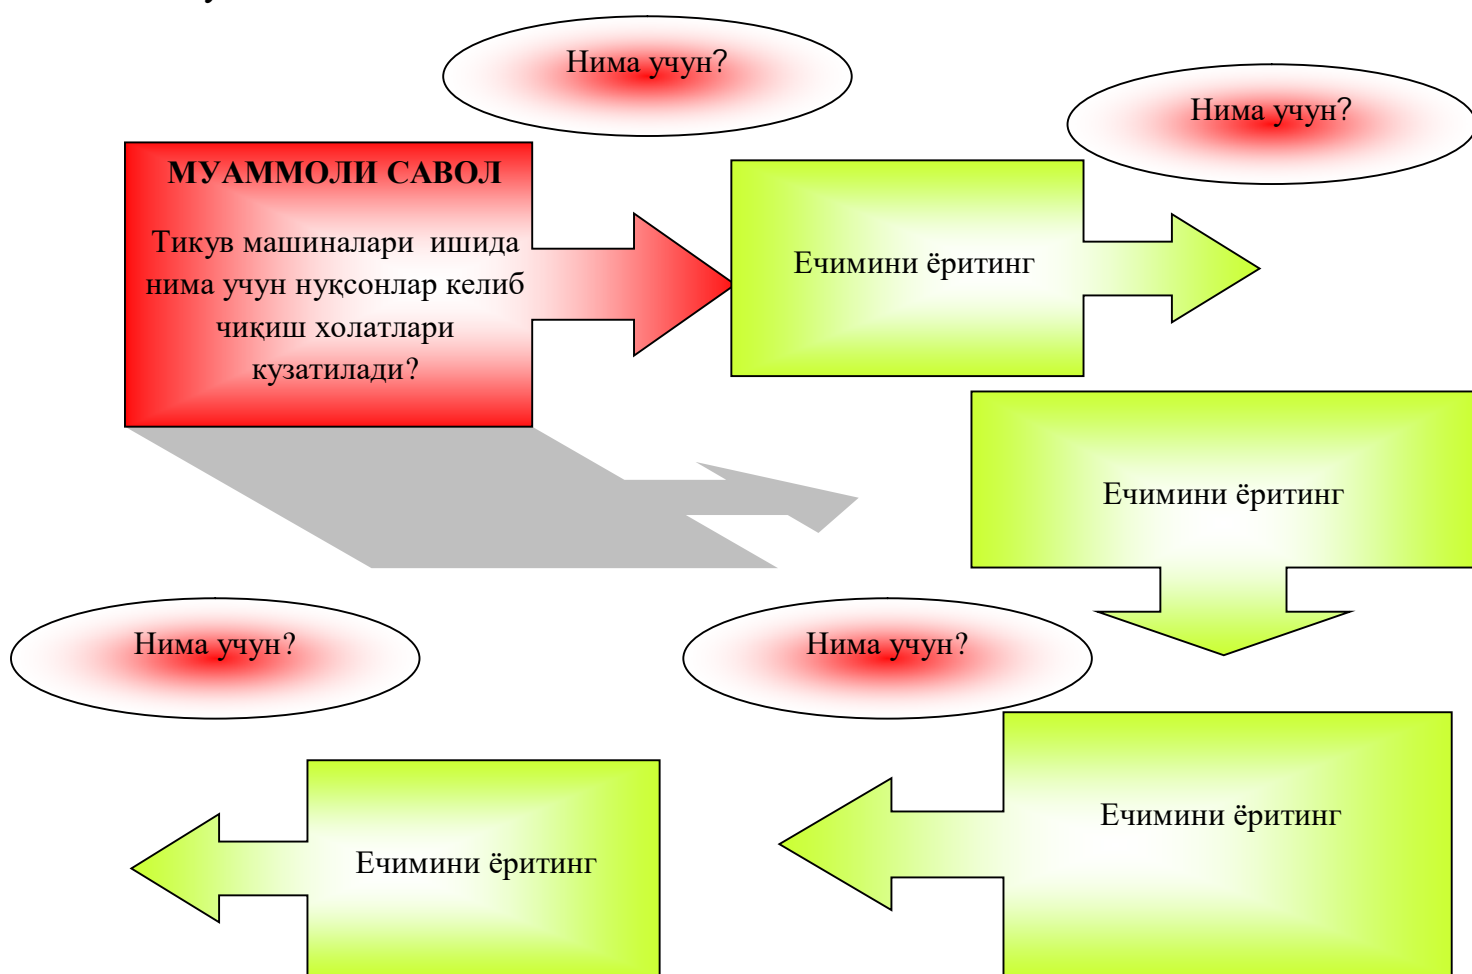 Нима учун?
Нима учун?
МУАММОЛИ САВОЛ
Тикув машиналари ишида
нима учун нуқсонлар келиб
чиқиш холатлари
кузатилади?
Ечимини ёритинг
Ечимини ёритинг
Нима учун?
Нима учун?
Ечимини ёритинг
Ечимини ёритинг